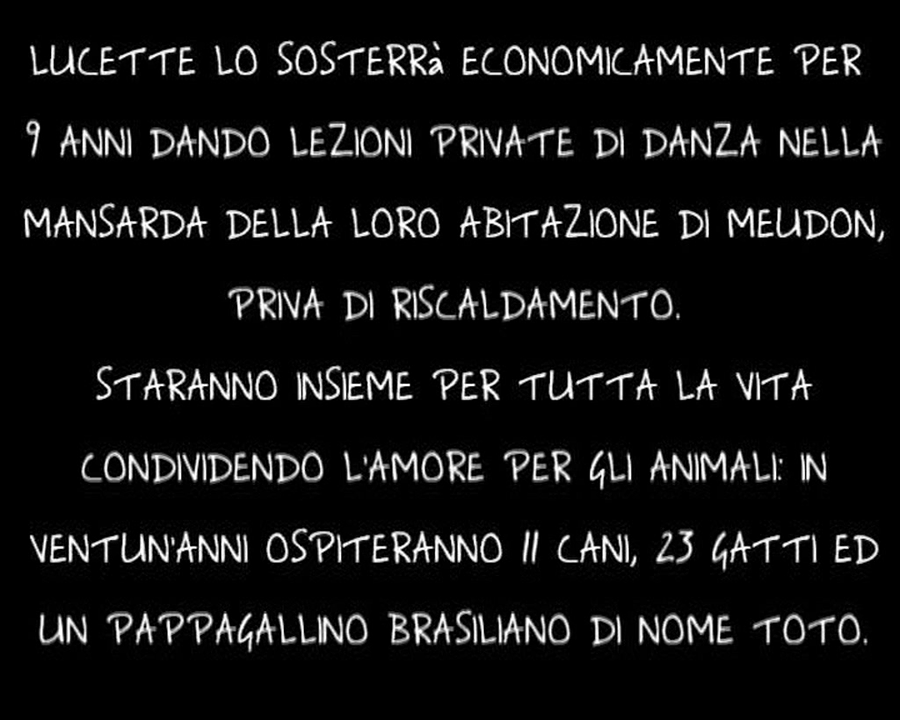 LUCETTE LO SOSTERRà ECONOMICAMENTE PER
9 ANNI DANDO LEZIONI PRIVATE DI DANZA NELLA
MANSARDA DELLA LORO ABITAZIONE DI MEUDON,
PRIVA DI RISCALDAMENTO.
STARANNO INSIEME PER TUTTA LA VITA
CONDIVIDENDO L'AMORE PER GLI ANIMALI: IN
VENTUN'ANNI OSPITERANNO 11 CANI, 23 GATTI ED
UN PAPPAGALLINO BRASILIANO DI NOME TOTO.